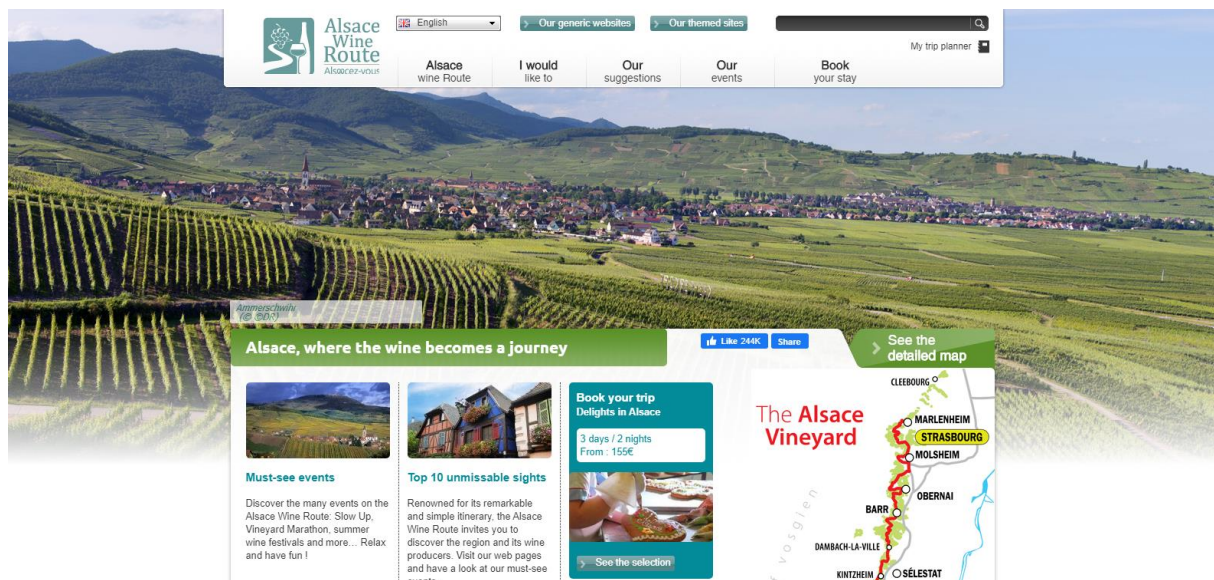 Alsace
Wine
Route
Alsacez-vous
English
Our generic websites
Our themed sites
My trip planner
Alsace
wine Route
I would
like to
Our
suggestions
Our
events
Book
your stay
Ammerschwihr
(© SDR)
Alsace, where the wine becomes a journey
Like 244K
Share
See the
detailed map
Must-see events
Discover the many events on the
Alsace Wine Route: Slow Up,
Vineyard Marathon, summer
wine festivals and more... Relax
and have fun !
Top 10 unmissable sights
Renowned for its remarkable
and simple itinerary, the Alsace
Wine Route invites you to
discover the region and its wine
producers. Visit our web pages
and have a look at our must-see
Book your trip
Delights in Alsace
3 days / 2 nights
From : 155€
See the selection
The Alsace
Vineyard
CLEEBOURG
MARLENHEIM
STRASBOURG
MOLSHEIM
OBERNAI
BARR
DAMBACH-LA-VILLE
KINTZHEIM
SÉLESTAT
vosgien